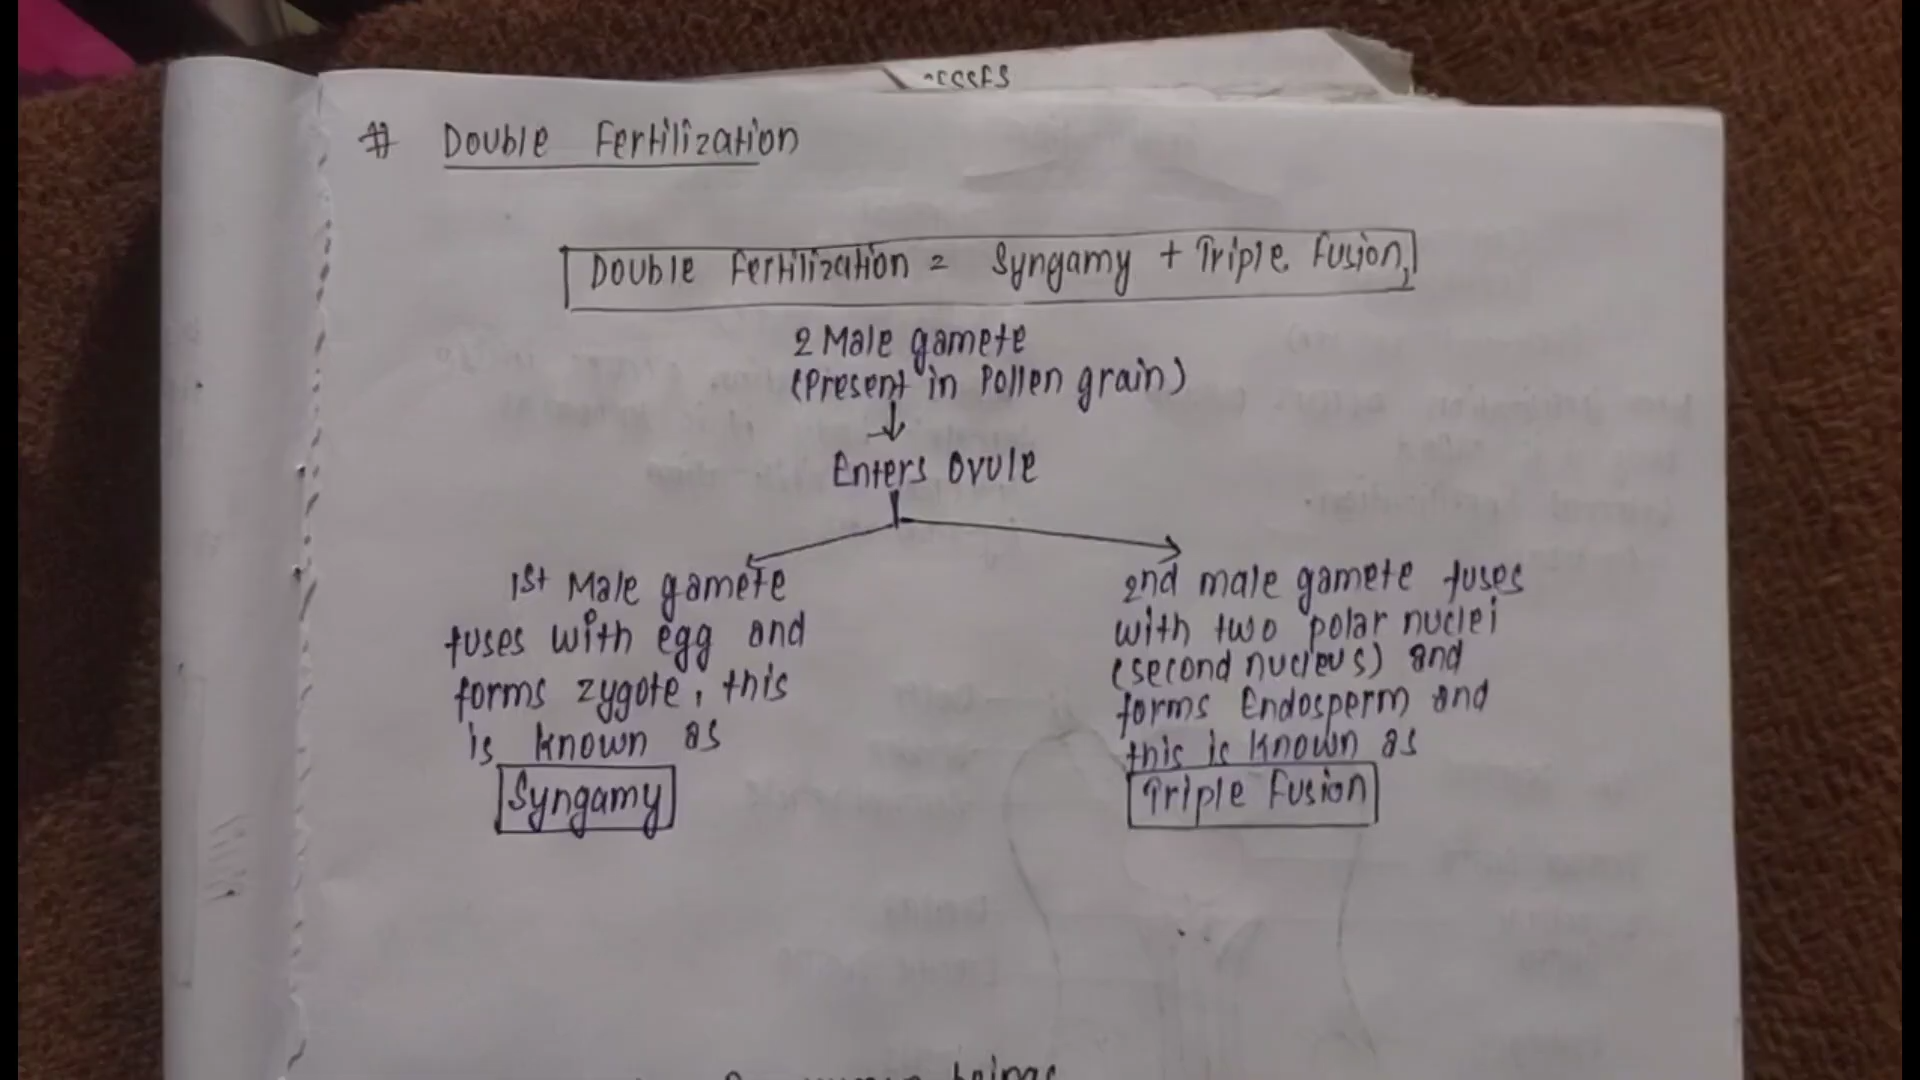 # Double Fertilization
Double Fertilization = Syngamy + Triple Fusion,
2 Male gamete
(Present in Pollen grain)
Enters Ovule
1st Male gamete
fuses with egg and
forms zygote, this
is known as
Syngamy
2nd male gamete fuses
with two polar nuclei
(second nucleus) and
forms Endosperm and
this is known as
Triple Fusion
beings